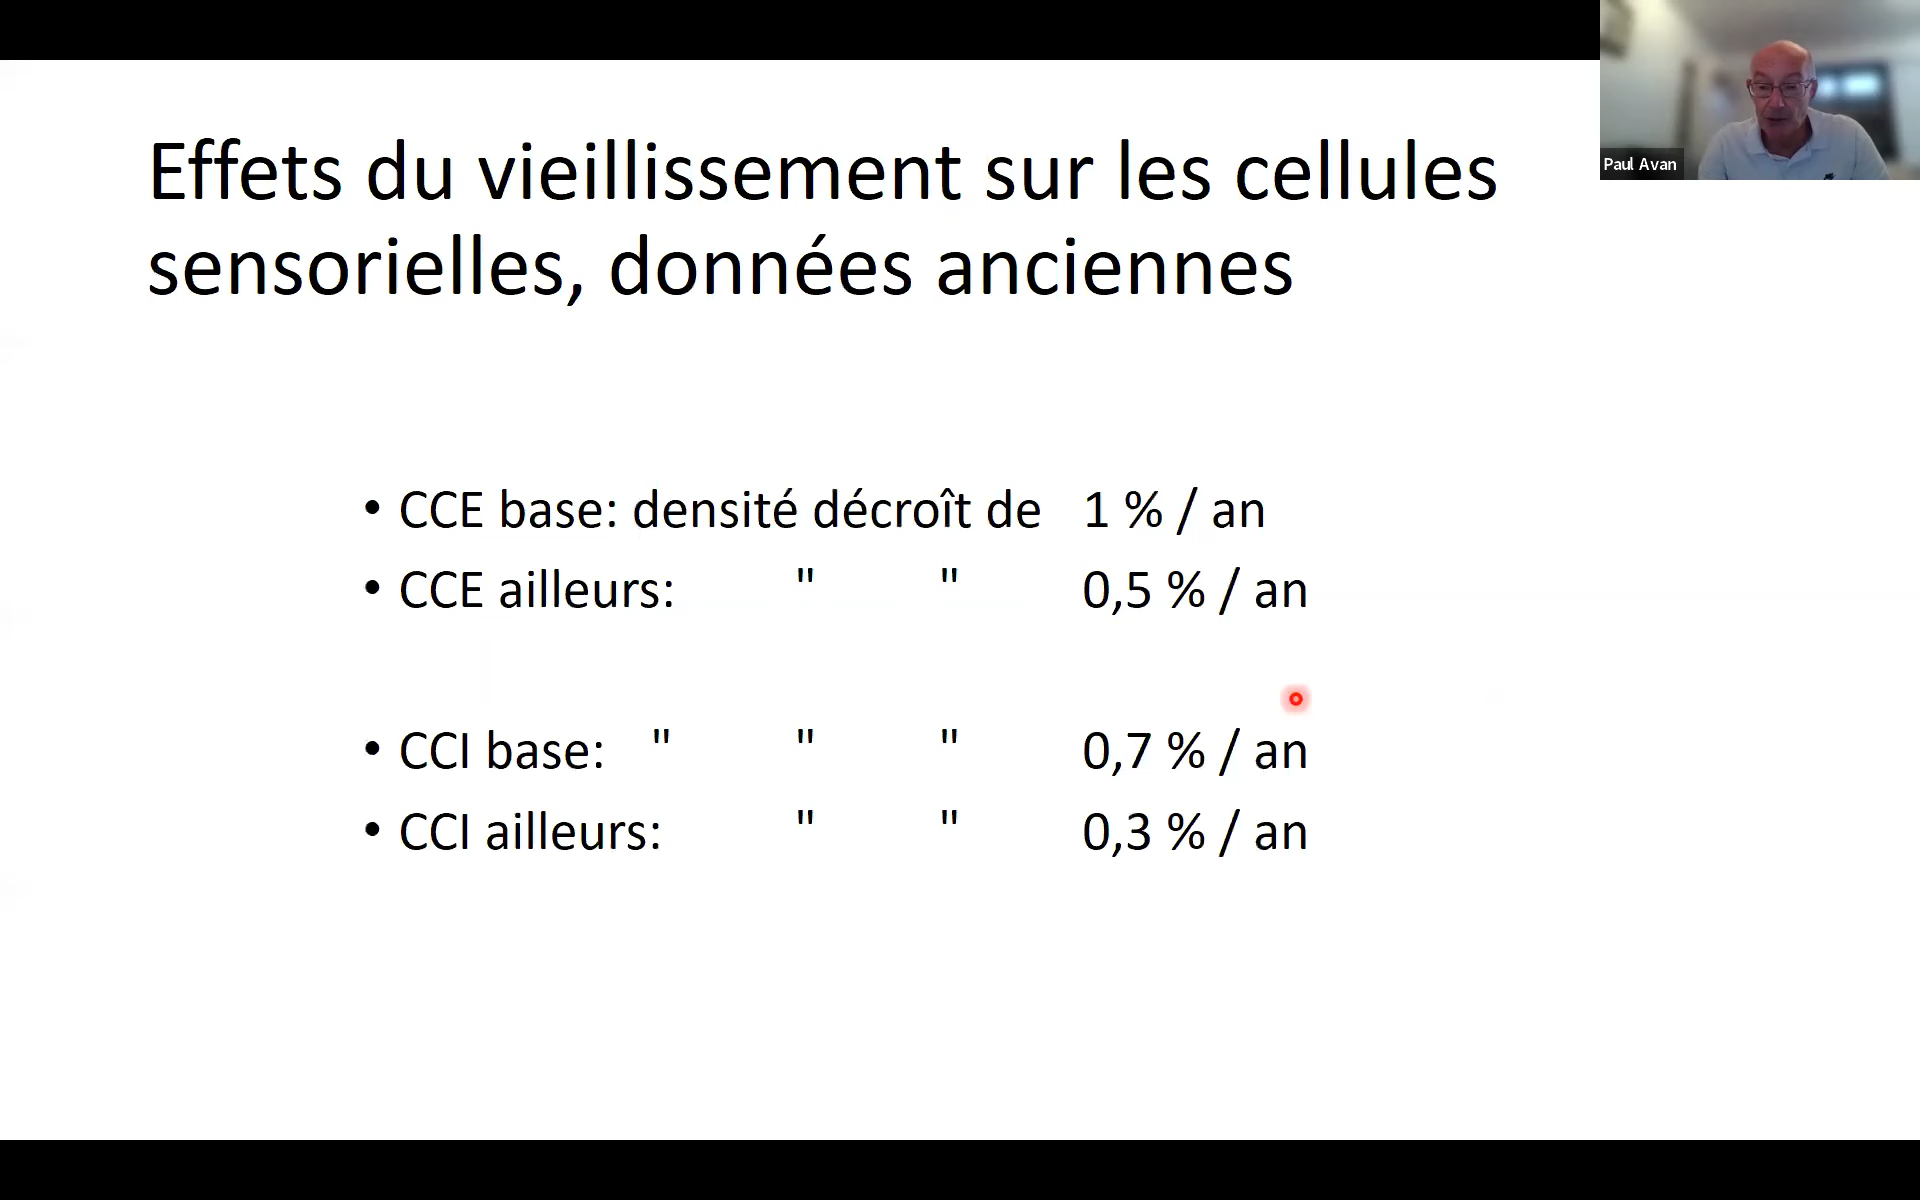 Paul Avan
Effets du vieillissement sur les cellules
sensorielles, données anciennes
• CCE base: densité décroît de 1 % / an
• CCE ailleurs: " " 0,5 % / an
• CCI base: " " " 0,7 % / an
• CCI ailleurs: " " 0,3 % / an